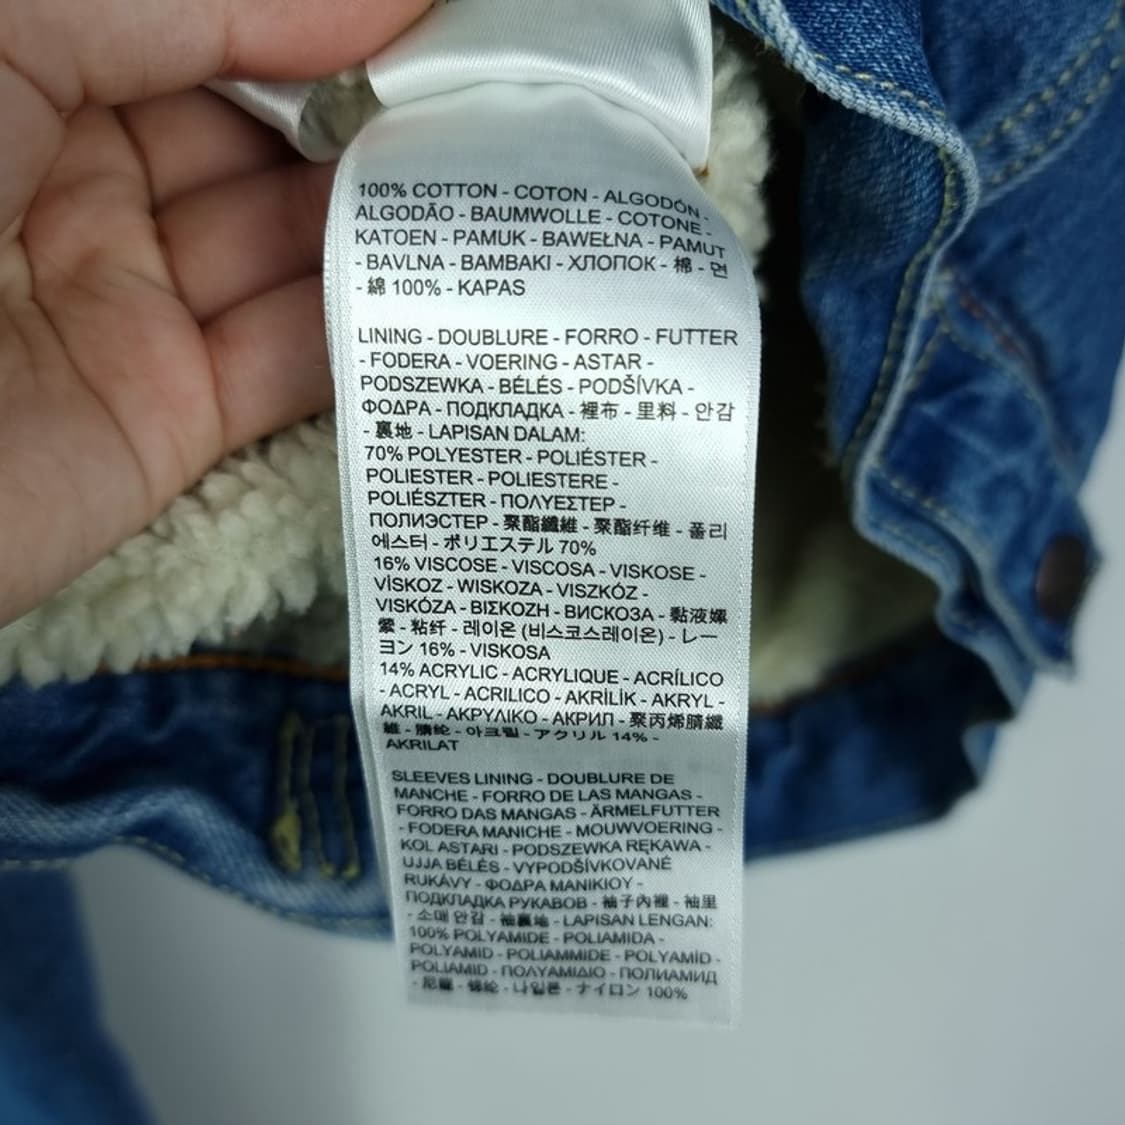 100% COTTON - COTON - ALGODÓN -
ALGODÃO - BAUMWOLLE - COTONE -
KATOEN - PAMUK - BAWEŁNA - PAMUT
- BAVLNA - BAMBAKI - ХЛОПОК - 棉 - 면
- 綿 100% - KAPAS
LINING - DOUBLURE - FORRO - FUTTER
- FODERA - VOERING - ASTAR -
PODSZEWKA - BÉLÉS - PODŠÍVKA -
ΦΟΔΡΑ - ПОДКЛАДКА - 裡布 - 里料 - 안감
- 裏地 - LAPISAN DALAM:
70% POLYESTER - POLIÉSTER -
POLIESTER - POLIESTERE -
POLIÉSZTER - ΠΟΛΥΕΣΤΕΡ -
ПОЛИЭСТЕР - 聚酯纖維 - 聚酯纤维 - 폴리
에스터 - ポリエステル 70%
16% VISCOSE - VISCOSA - VISKOSE -
VİSKOZ - WISKOZA - VISZKÓZ -
VISKÓZA - ΒΙΣΚΟΖΗ - ВИСКОЗА - 黏液嫘
縈 - 粘纤 - 레이온 (비스코스레이온) - レー
ヨン 16% - VISKOSA
14% ACRYLIC - ACRYLIQUE - ACRÍLICO
- ACRYL - ACRILICO - AKRİLİK - AKRYL -
AKRIL - ΑΚΡΥΛΙΚΟ - АКРИЛ - 聚丙烯腈纖
維 - 腈纶 - 아크릴 - アクリル 14% -
AKRILAT
SLEEVES LINING - DOUBLURE DE
MANCHE - FORRO DE LAS MANGAS -
FORRO DAS MANGAS - ÄRMELFUTTER
- FODERA MANICHE - MOUWVOERING -
KOL ASTARI - PODSZEWKA RĘKAWA -
UJJA BÉLÉS - VYPODŠÍVKOVANÉ
RUKÁVY - ΦΟΔΡΑ ΜΑΝΙΚΙΟΥ -
ПОДКЛАДКА РУКАВОВ - 袖子內裡 - 袖里
- 소매 안감 - 袖裏地 - LAPISAN LENGAN:
100% POLYAMIDE - POLIAMIDA -
POLYAMID - POLIAMMIDE - POLYAMİD -
POLIAMID - ΠΟΛΥΑΜΙΔΙΟ - ПОЛИАМИД
- 尼龍 - 锦纶 - 나일론 - ナイロン 100%